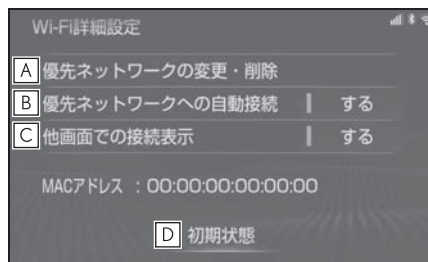 Wi-Fi詳細設定
A 優先ネットワークの変更・削除
B 優先ネットワークへの自動接続 する
C 他画面での接続表示 する
MACアドレス ：00:00:00:00:00:00
D 初期状態